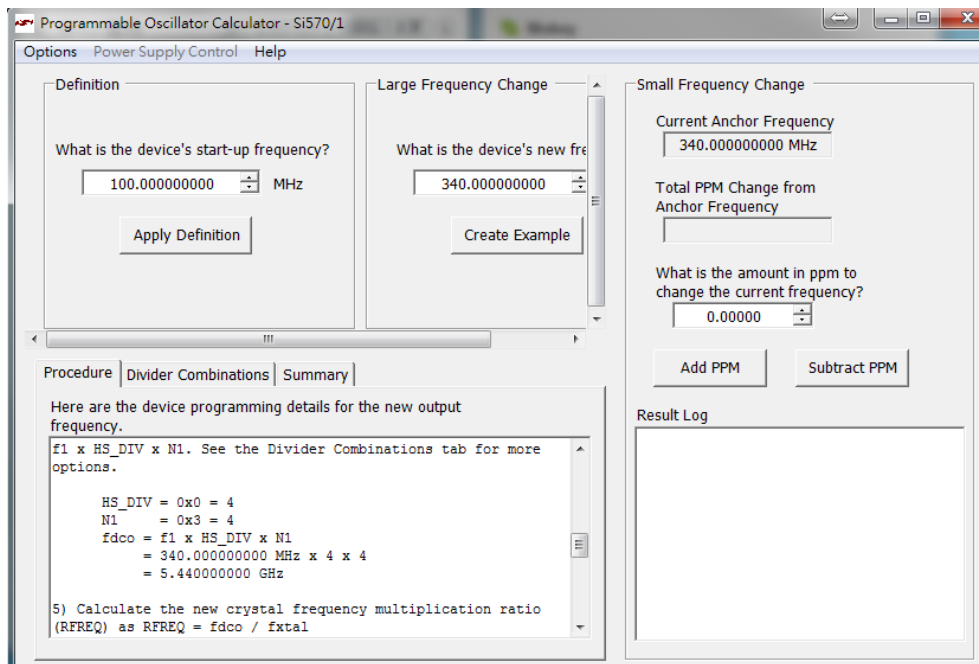 Programmable Oscillator Calculator - Si570/1
Options Power Supply Control Help
Definition
What is the device's start-up frequency?
100.000000000 MHz
Apply Definition
Large Frequency Change
What is the device's new fre
340.000000000
Create Example
Small Frequency Change
Current Anchor Frequency
340.000000000 MHz
Total PPM Change from
Anchor Frequency
What is the amount in ppm to
change the current frequency?
0.00000
Add PPM Subtract PPM
Result Log
Procedure Divider Combinations Summary
Here are the device programming details for the new output
frequency.
f1 x HS_DIV x N1. See the Divider Combinations tab for more
options.
HS_DIV = 0x0 = 4
N1 = 0x3 = 4
fdco = f1 x HS_DIV x N1
= 340.000000000 MHz x 4 x 4
= 5.440000000 GHz
5) Calculate the new crystal frequency multiplication ratio
(RFREQ) as RFREQ = fdco / fxtal